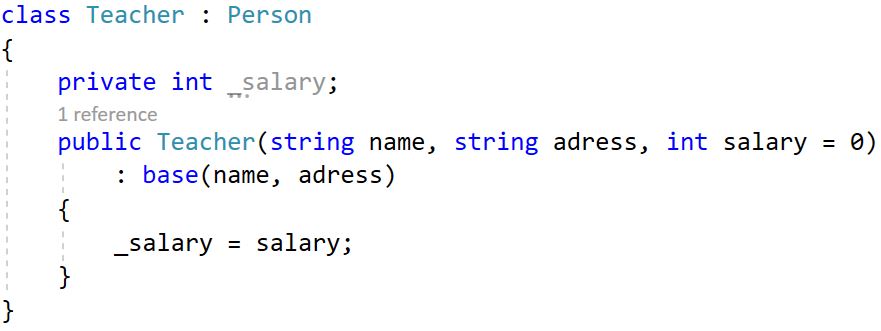 class Teacher : Person
{
private int _salary;
1 reference
public Teacher(string name, string adress, int salary = 0)
: base(name, adress)
{
_salary = salary;
}
}